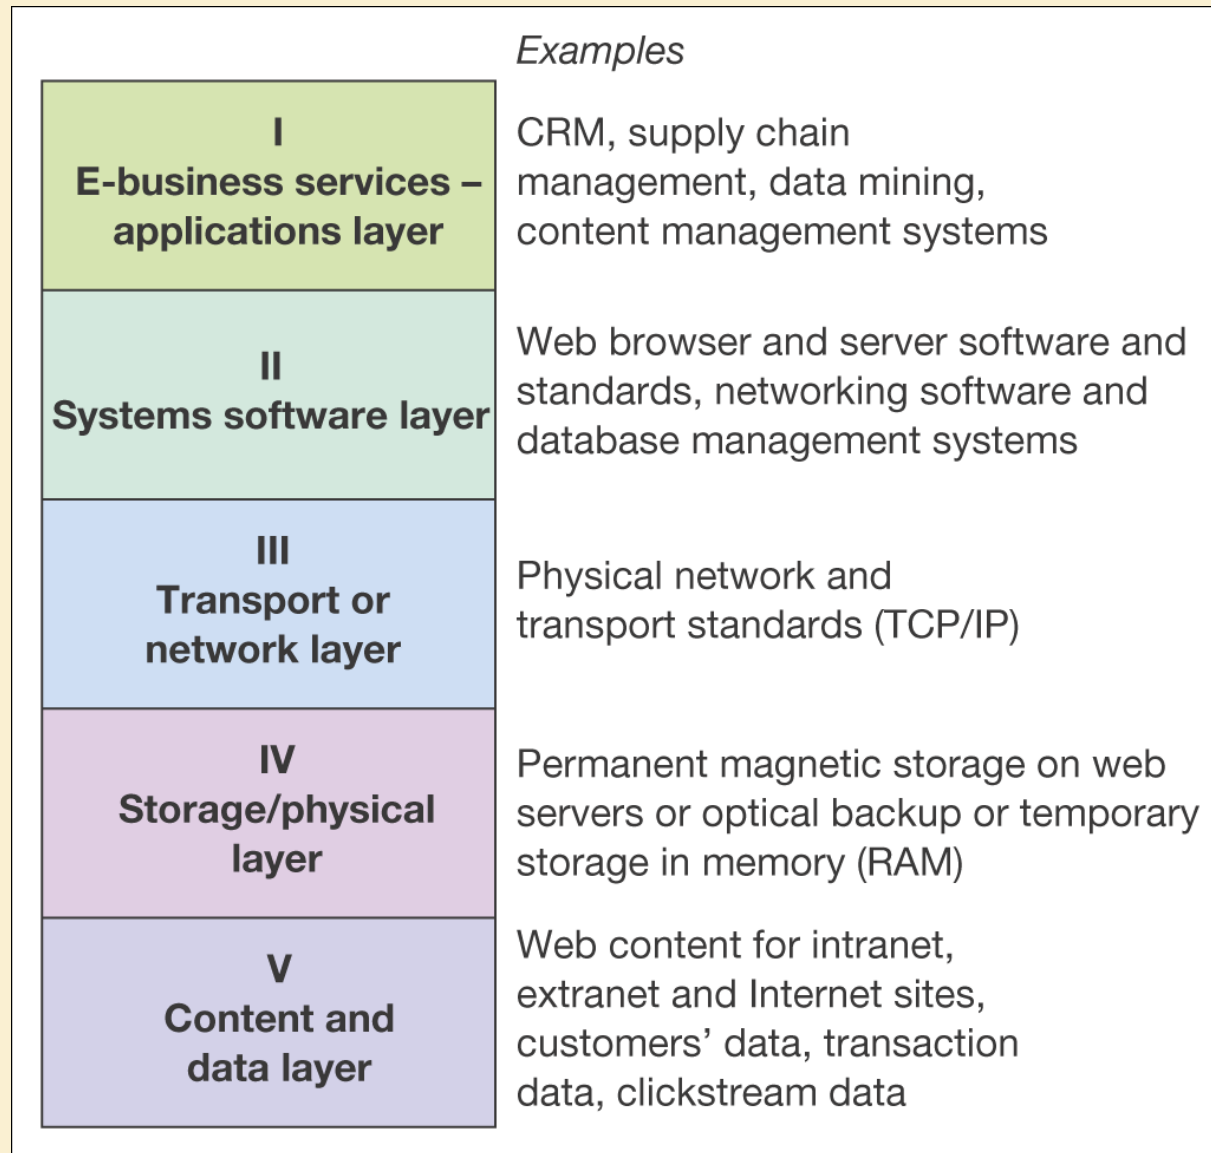 Examples
I
E-business services –
applications layer
CRM, supply chain
management, data mining,
content management systems
II
Systems software layer
Web browser and server software and
standards, networking software and
database management systems
III
Transport or
network layer
Physical network and
transport standards (TCP/IP)
IV
Storage/physical
layer
Permanent magnetic storage on web
servers or optical backup or temporary
storage in memory (RAM)
V
Content and
data layer
Web content for intranet,
extranet and Internet sites,
customers’ data, transaction
data, clickstream data